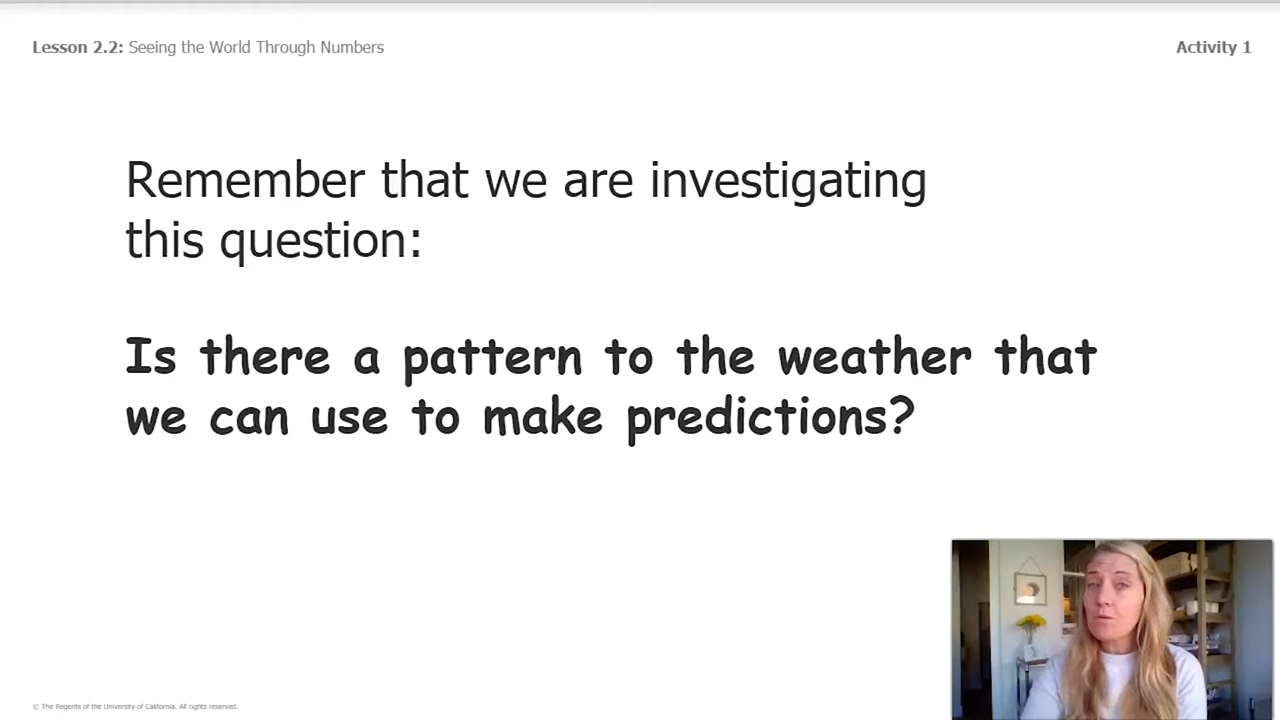 Lesson 2.2: Seeing the World Through Numbers
Activity 1
Remember that we are investigating
this question:
Is there a pattern to the weather that
we can use to make predictions?
© The Regents of the University of California. All rights reserved.